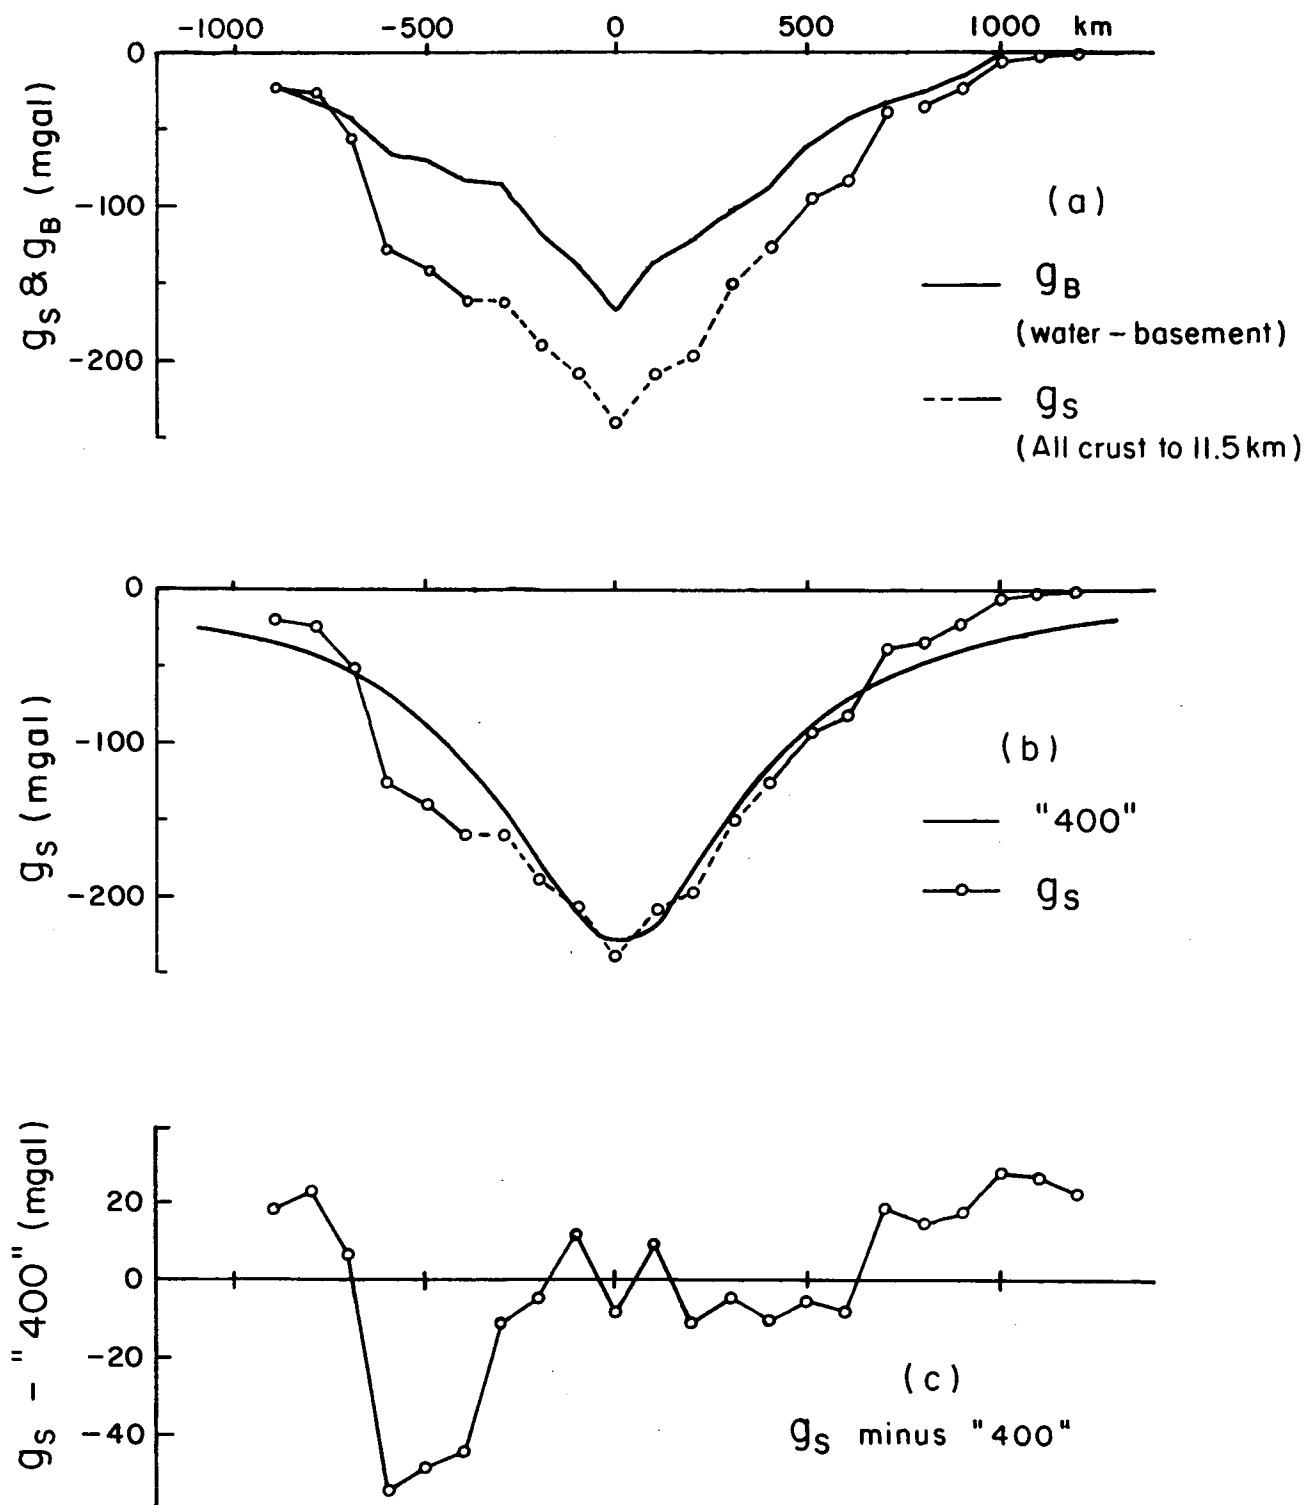 -1000 -500 0 500 1000 km
0
-100
-200
gS & gB (mgal)
(a)
gB
(water - basement)
gS
(All crust to 11.5 km)
0
-100
-200
gS (mgal)
(b)
"400"
gS
20
0
-20
-40
gS - "400" (mgal)
(c)
gS minus "400"